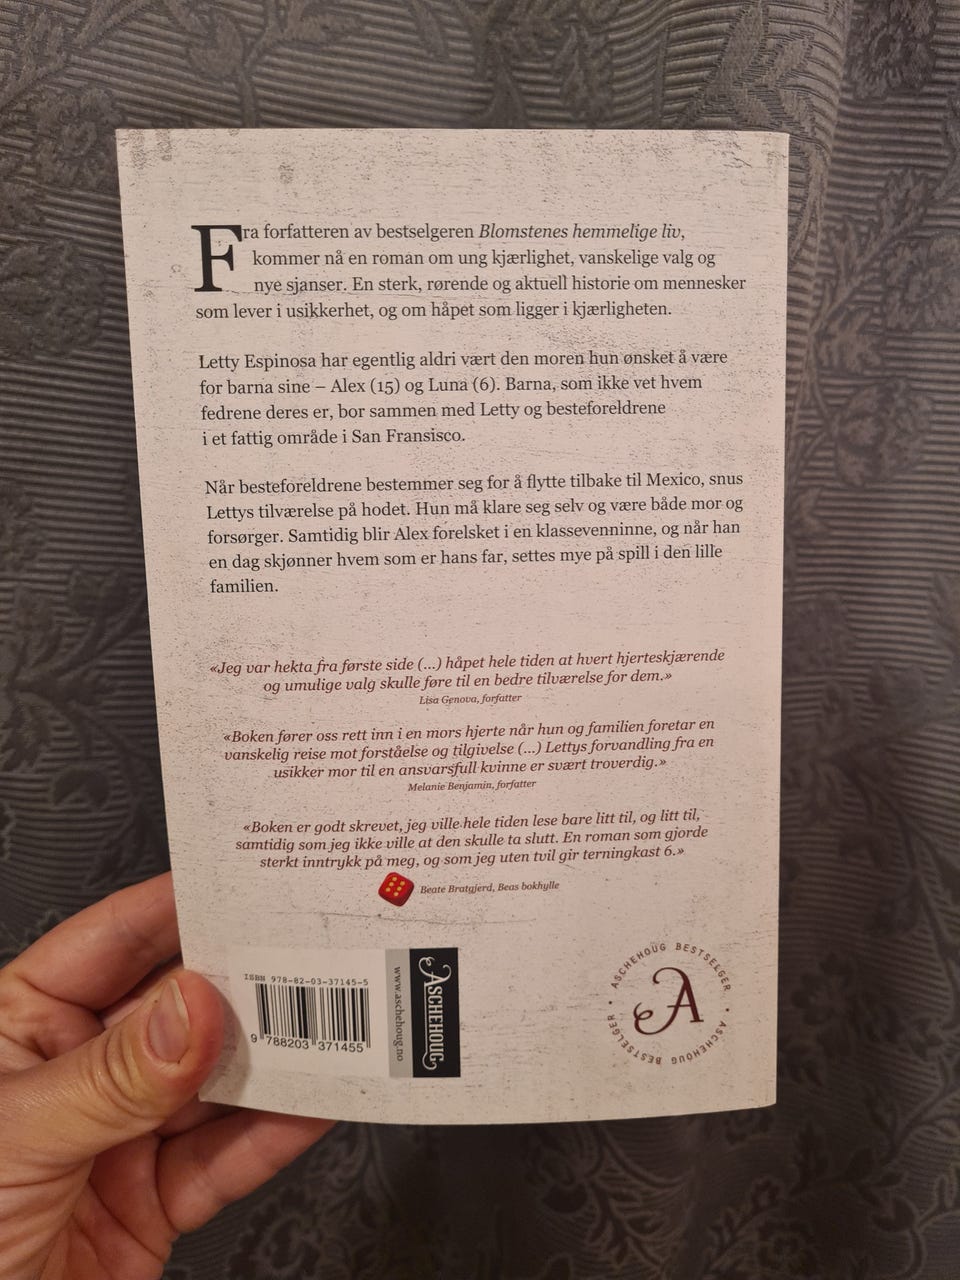 Fra forfatteren av bestselgeren Blomstenes hemmelige liv,
kommer nå en roman om ung kjærlighet, vanskelige valg og
nye sjanser. En sterk, rørende og aktuell historie om mennesker
som lever i usikkerhet, og om håpet som ligger i kjærligheten.
Letty Espinosa har egentlig aldri vært den moren hun ønsket å være
for barna sine – Alex (15) og Luna (6). Barna, som ikke vet hvem
fedrene deres er, bor sammen med Letty og besteforeldrene
i et fattig område i San Fransisco.
Når besteforeldrene bestemmer seg for å flytte tilbake til Mexico, snus
Lettys tilværelse på hodet. Hun må klare seg selv og være både mor og
forsørger. Samtidig blir Alex forelsket i en klassevenninne, og når han
en dag skjønner hvem som er hans far, settes mye på spill i den lille
familien.
«Jeg var hekta fra første side (...) håpet hele tiden at hvert hjerteskjærende
og umulige valg skulle føre til en bedre tilværelse for dem.»
Lisa Genova, forfatter
«Boken fører oss rett inn i en mors hjerte når hun og familien foretar en
vanskelig reise mot forståelse og tilgivelse (...) Lettys forvandling fra en
usikker mor til en ansvarsfull kvinne er svært troverdig.»
Melanie Benjamin, forfatter
«Boken er godt skrevet, jeg ville hele tiden lese bare litt til, og litt til,
samtidig som jeg ikke ville at den skulle ta slutt. En roman som gjorde
sterkt inntrykk på meg, og som jeg uten tvil gir terningkast 6.»
Beate Bratgjerd, Beas bokhylle
ISBN 978-82-03-37145-5
9 788203 371455
www.aschehoug.no
ASCHEHOUG
ASCHEHOUG BESTSELGER • ASCHEHOUG BESTSELGER •
A